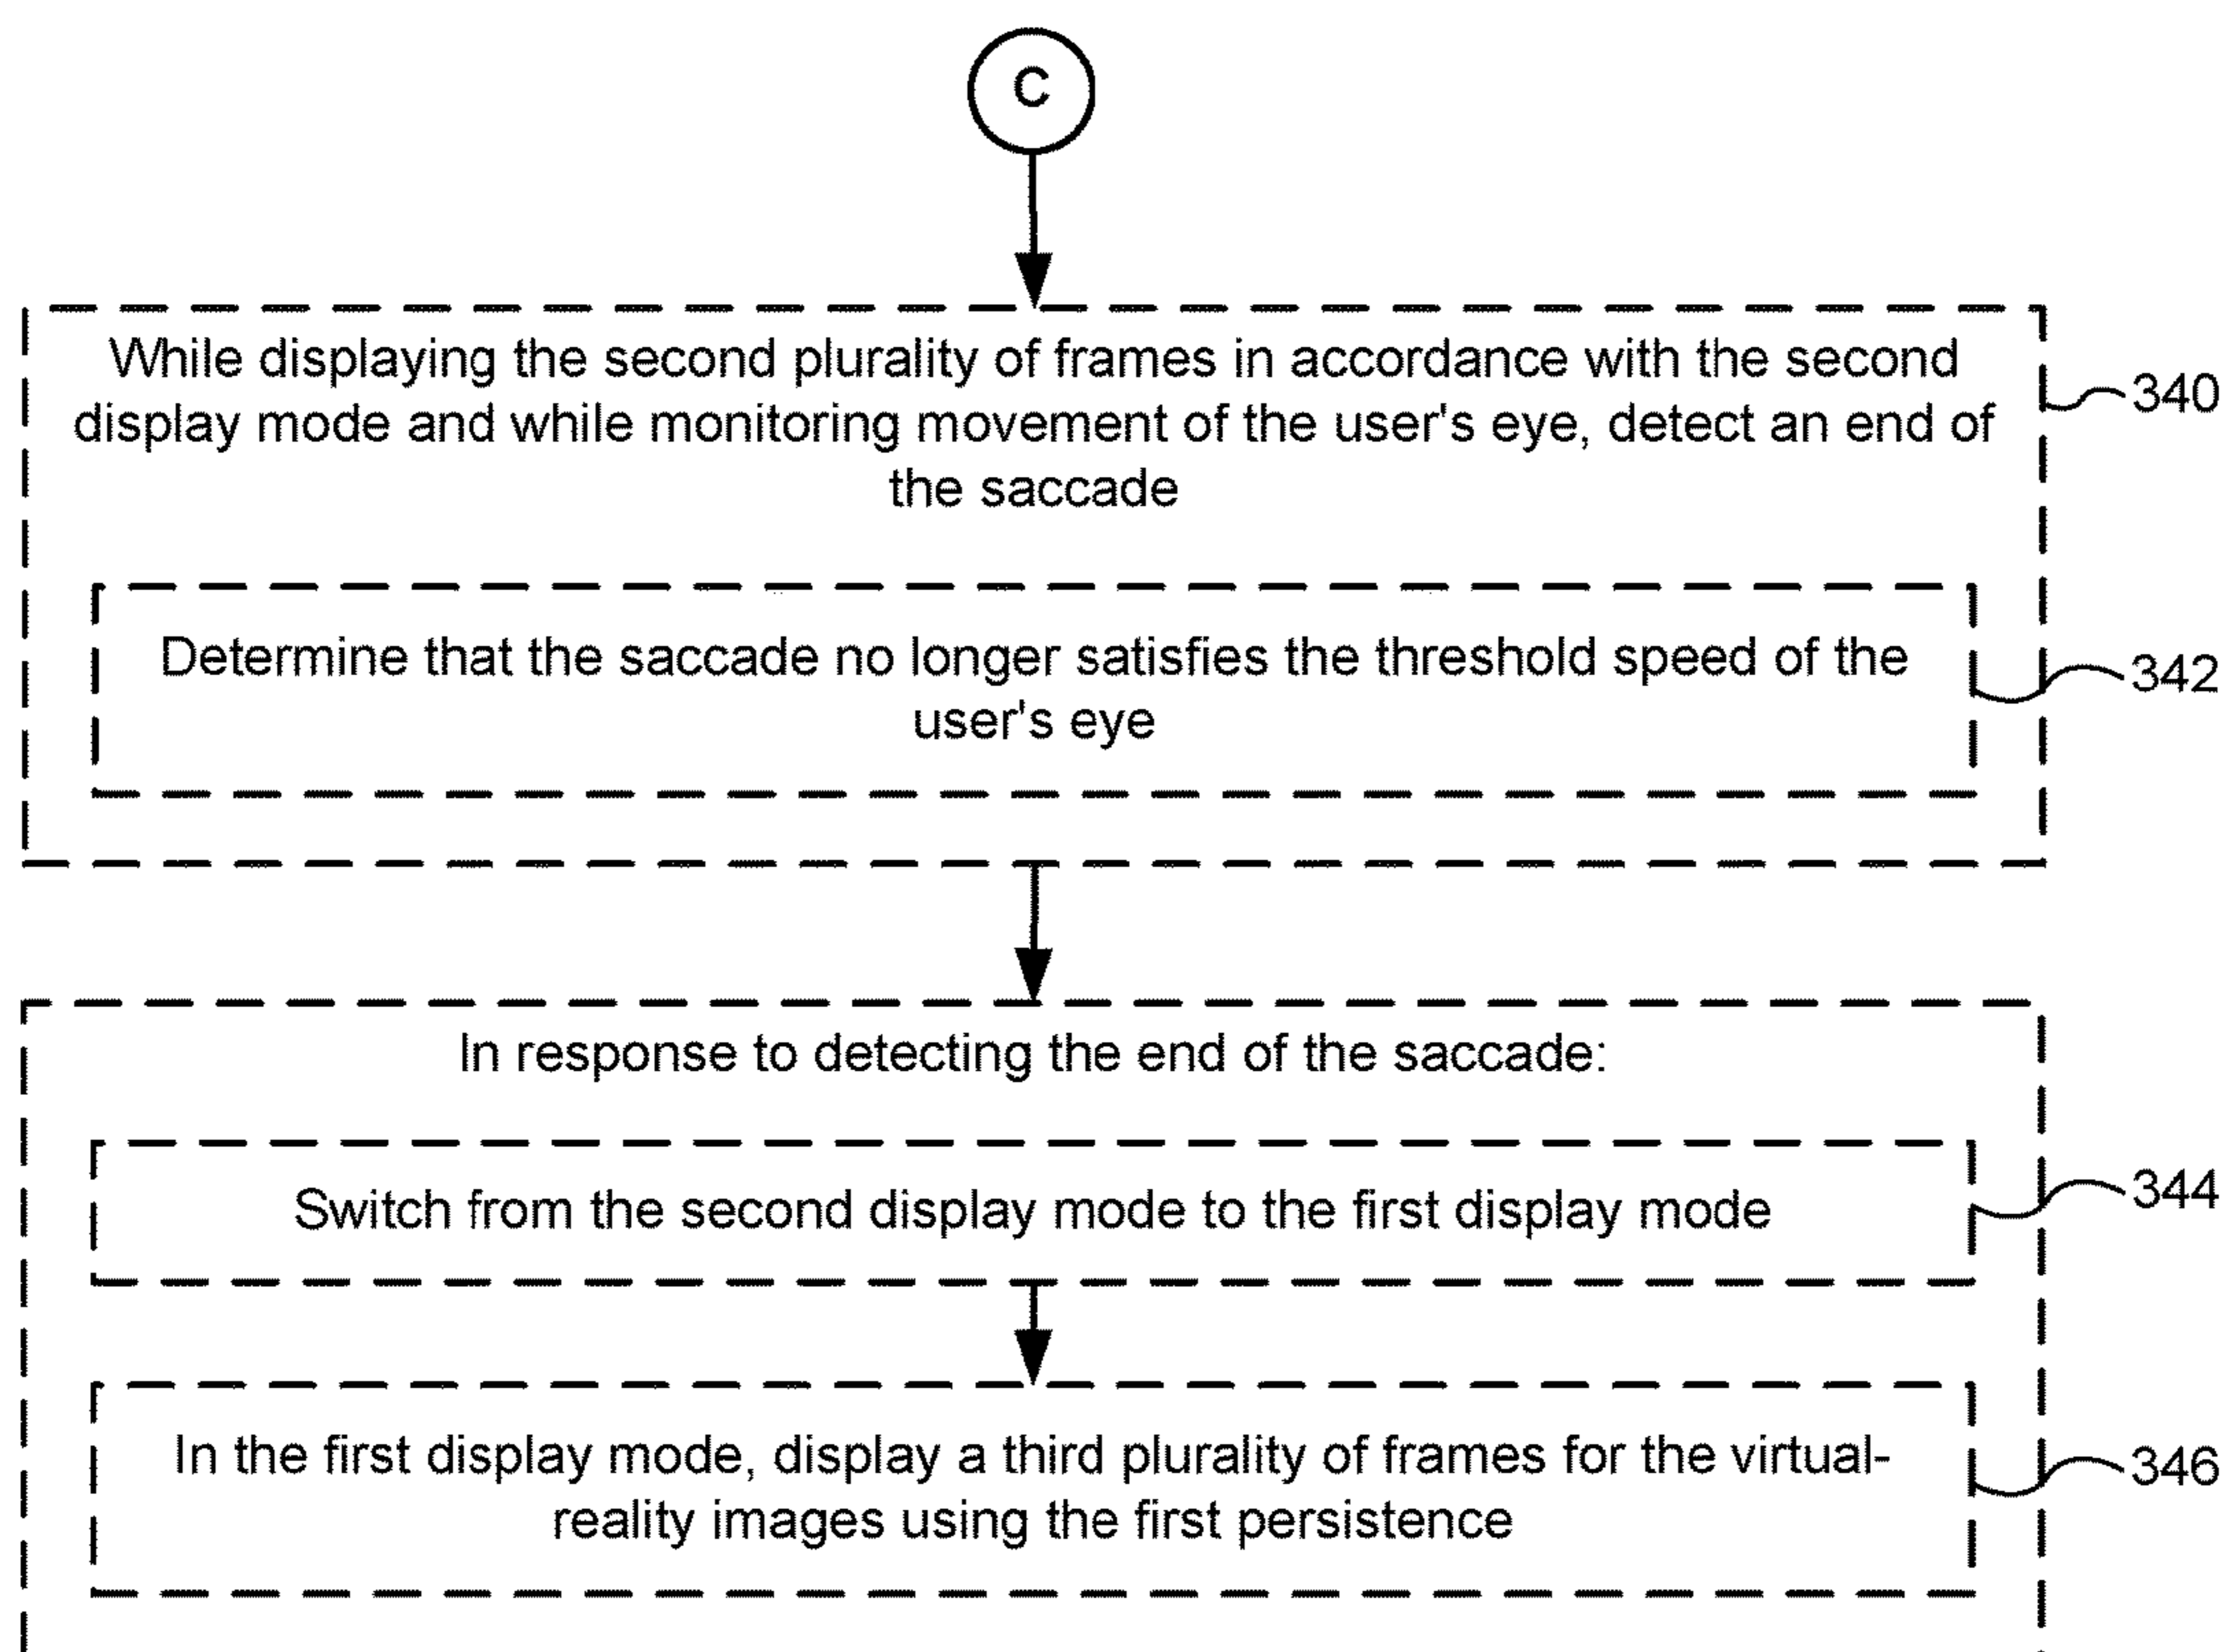 C
While displaying the second plurality of frames in accordance with the second
display mode and while monitoring movement of the user's eye, detect an end of
the saccade
340
Determine that the saccade no longer satisfies the threshold speed of the
user's eye
342
In response to detecting the end of the saccade:
Switch from the second display mode to the first display mode
344
In the first display mode, display a third plurality of frames for the virtual-
reality images using the first persistence
346